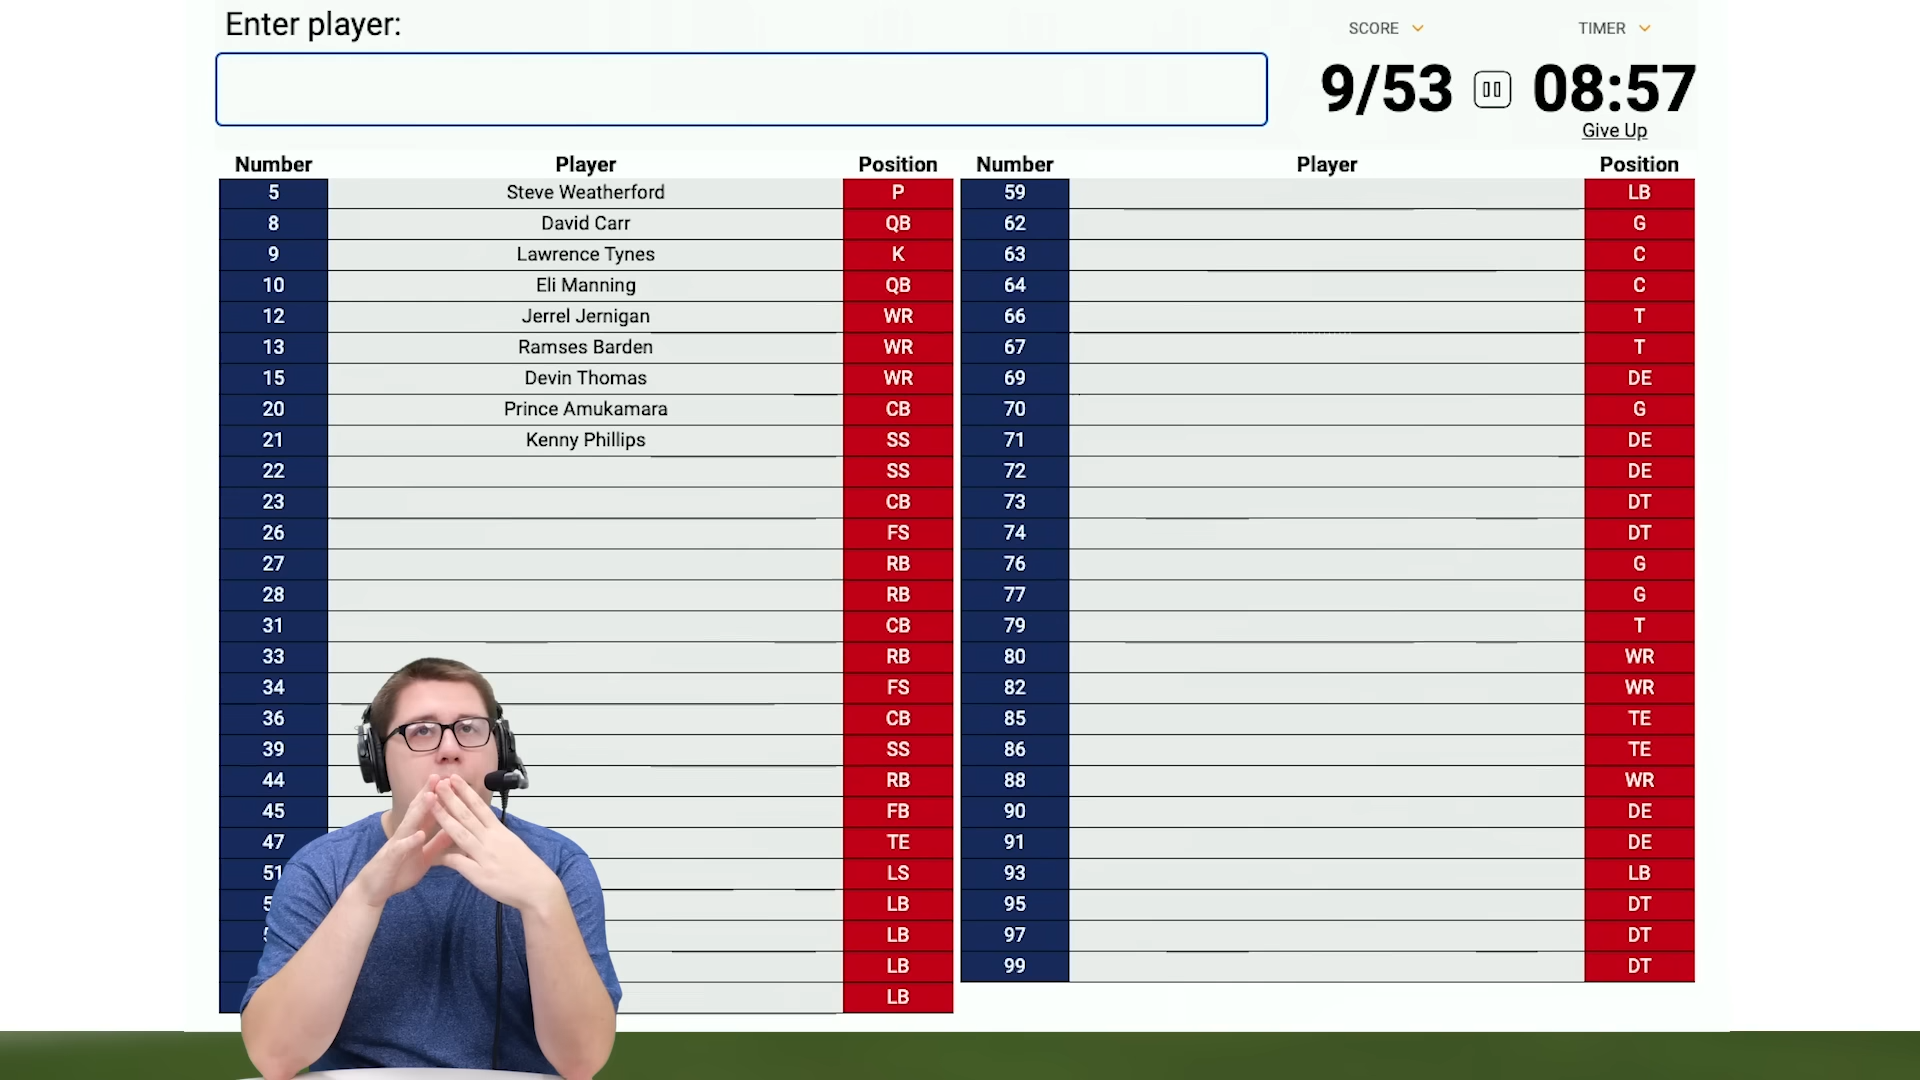 Enter player:
SCORE
TIMER
9/53
08:57
Give Up
Number Player Position
5 Steve Weatherford P
8 David Carr QB
9 Lawrence Tynes K
10 Eli Manning QB
12 Jerrel Jernigan WR
13 Ramses Barden WR
15 Devin Thomas WR
20 Prince Amukamara CB
21 Kenny Phillips SS
22 SS
23 CB
26 FS
27 RB
28 RB
31 CB
33 RB
34 FS
36 CB
39 SS
44 RB
45 FB
47 TE
51 LS
LB
LB
LB
LB
Number Player Position
59 LB
62 G
63 C
64 C
66 T
67 T
69 DE
70 G
71 DE
72 DE
73 DT
74 DT
76 G
77 G
79 T
80 WR
82 WR
85 TE
86 TE
88 WR
90 DE
91 DE
93 LB
95 DT
97 DT
99 DT